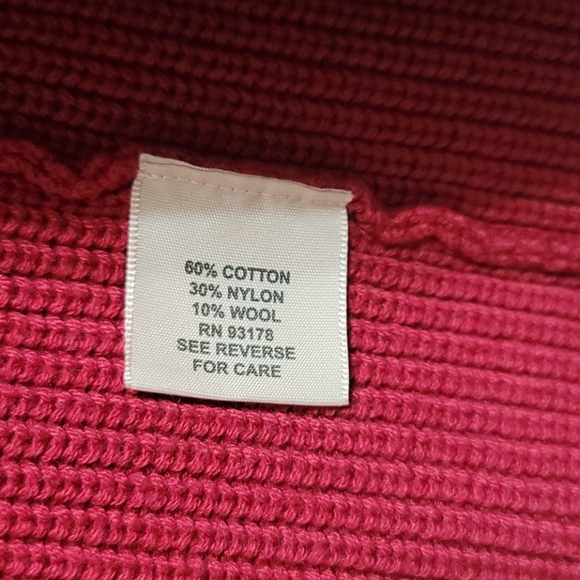 60% COTTON
30% NYLON
10% WOOL
RN 93178
SEE REVERSE
FOR CARE